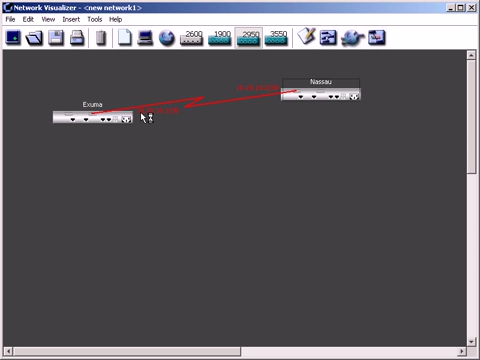 Network Visualizer - <new network1>
File Edit View Insert Tools Help
2600 1900 2950 3550
Nassau
Exuma